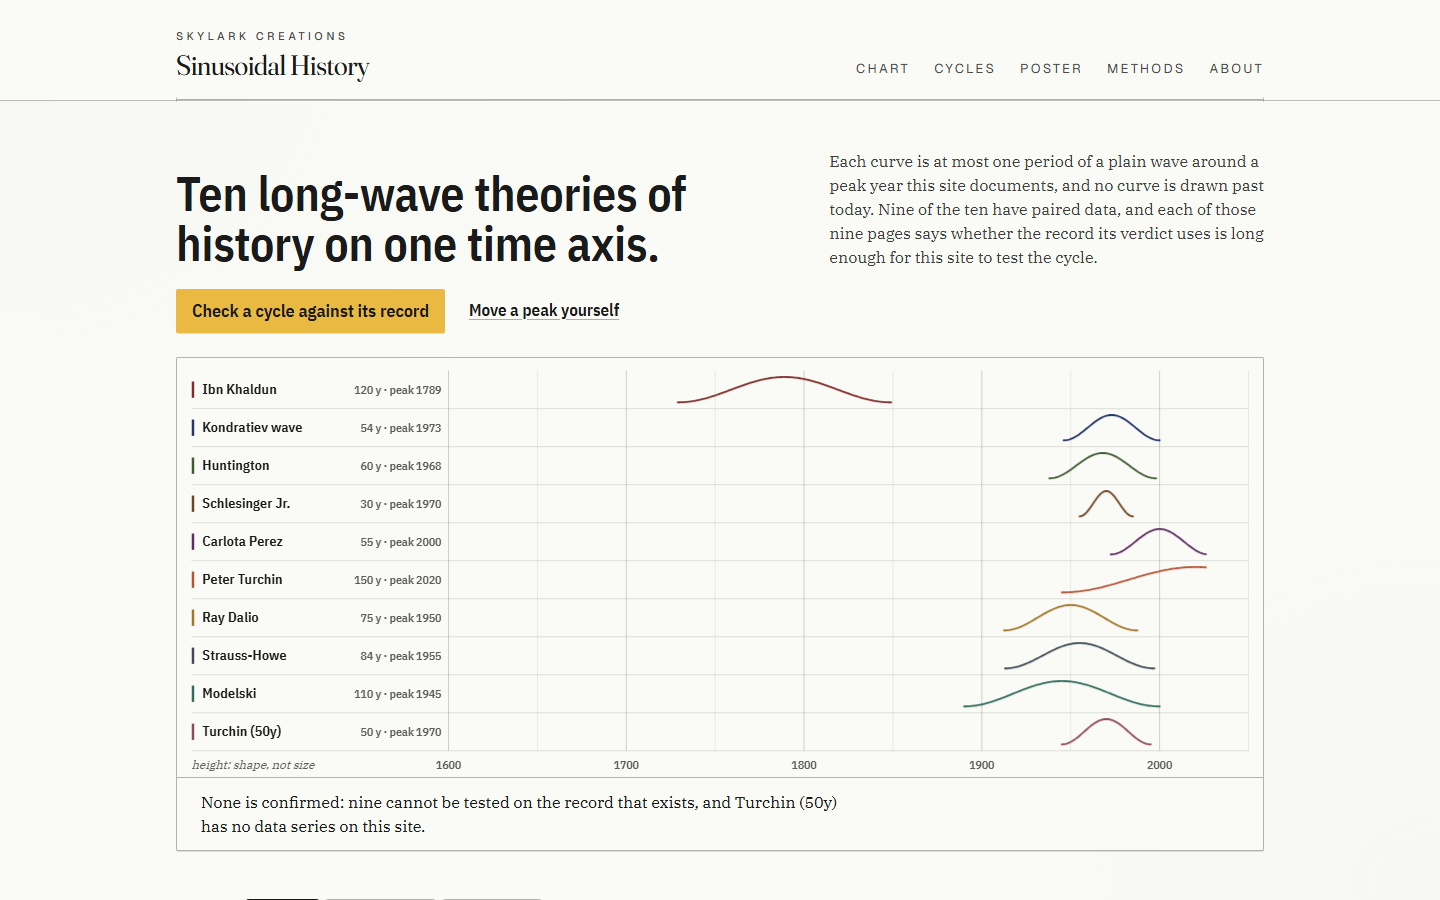 SKYLARK CREATIONS
Sinusoidal History
CHART CYCLES POSTER METHODS ABOUT
Ten long-wave theories of
history on one time axis.
Each curve is at most one period of a plain wave around a
peak year this site documents, and no curve is drawn past
today. Nine of the ten have paired data, and each of those
nine pages says whether the record its verdict uses is long
enough for this site to test the cycle.
Check a cycle against its record
Move a peak yourself
Ibn Khaldun 120 y · peak 1789
Kondratiev wave 54 y · peak 1973
Huntington 60 y · peak 1968
Schlesinger Jr. 30 y · peak 1970
Carlota Perez 55 y · peak 2000
Peter Turchin 150 y · peak 2020
Ray Dalio 75 y · peak 1950
Strauss-Howe 84 y · peak 1955
Modelski 110 y · peak 1945
Turchin (50y) 50 y · peak 1970
height: shape, not size
1600 1700 1800 1900 2000
None is confirmed: nine cannot be tested on the record that exists, and Turchin (50y)
has no data series on this site.